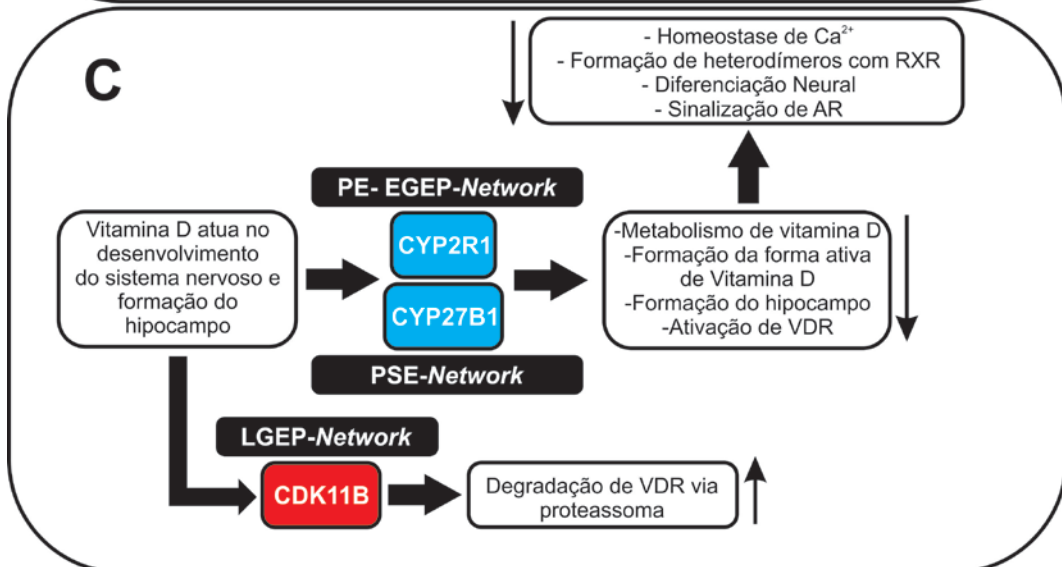 C
- Homeostase de Ca²⁺
- Formação de heterodímeros com RXR
- Diferenciação Neural
- Sinalização de AR
PE- EGEP-Network
Vitamina D atua no
desenvolvimento
do sistema nervoso e
formação do
hipocampo
CYP2R1
CYP27B1
PSE-Network
-Metabolismo de vitamina D
-Formação da forma ativa
de Vitamina D
-Formação do hipocampo
-Ativação de VDR
LGEP-Network
CDK11B
Degradação de VDR via
proteassoma